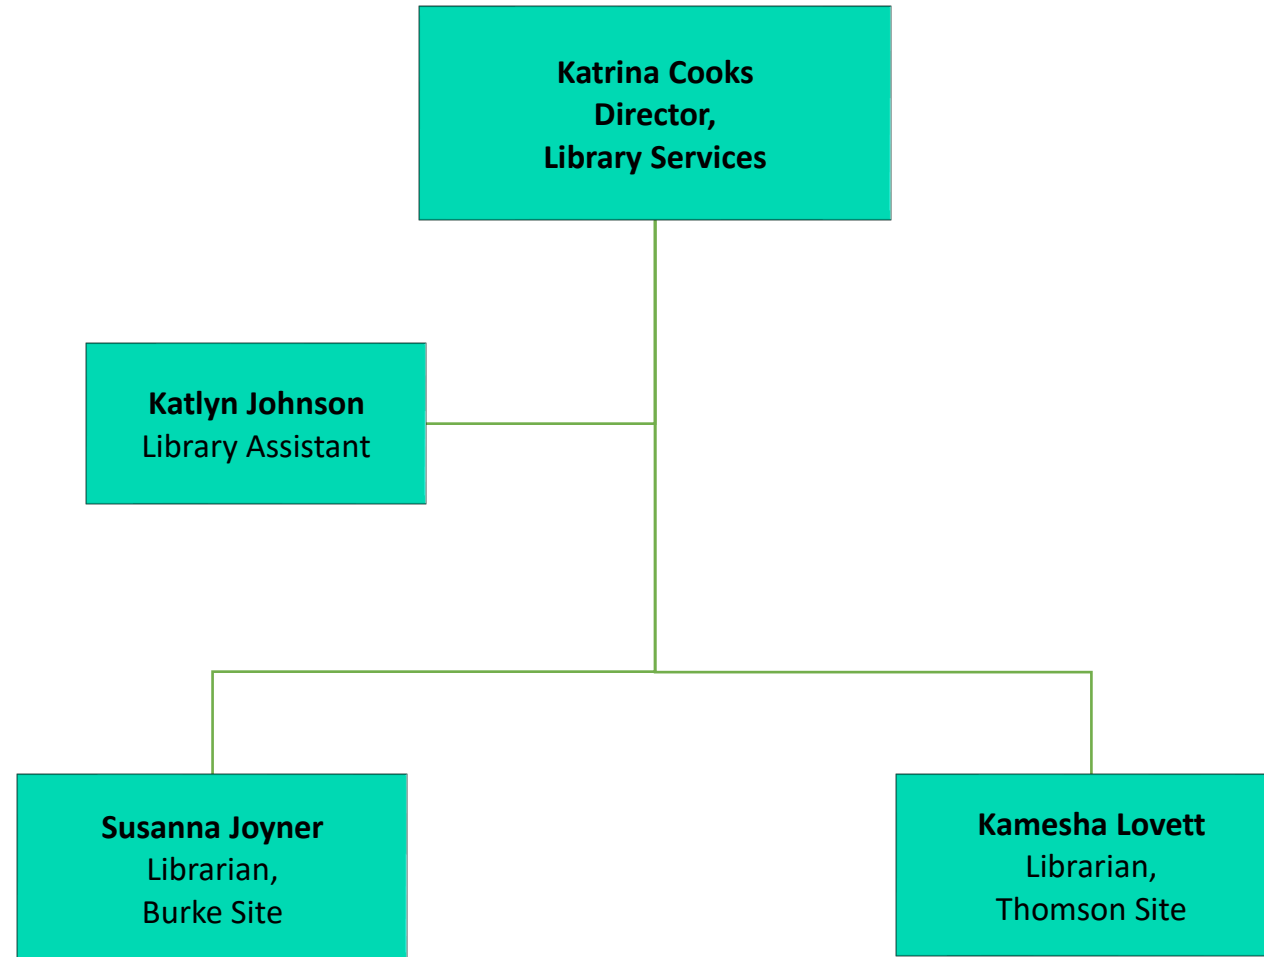 Katrina Cooks
Director,
Library Services
Katlyn Johnson
Library Assistant
Susanna Joyner
Librarian,
Burke Site
Kamesha Lovett
Librarian,
Thomson Site